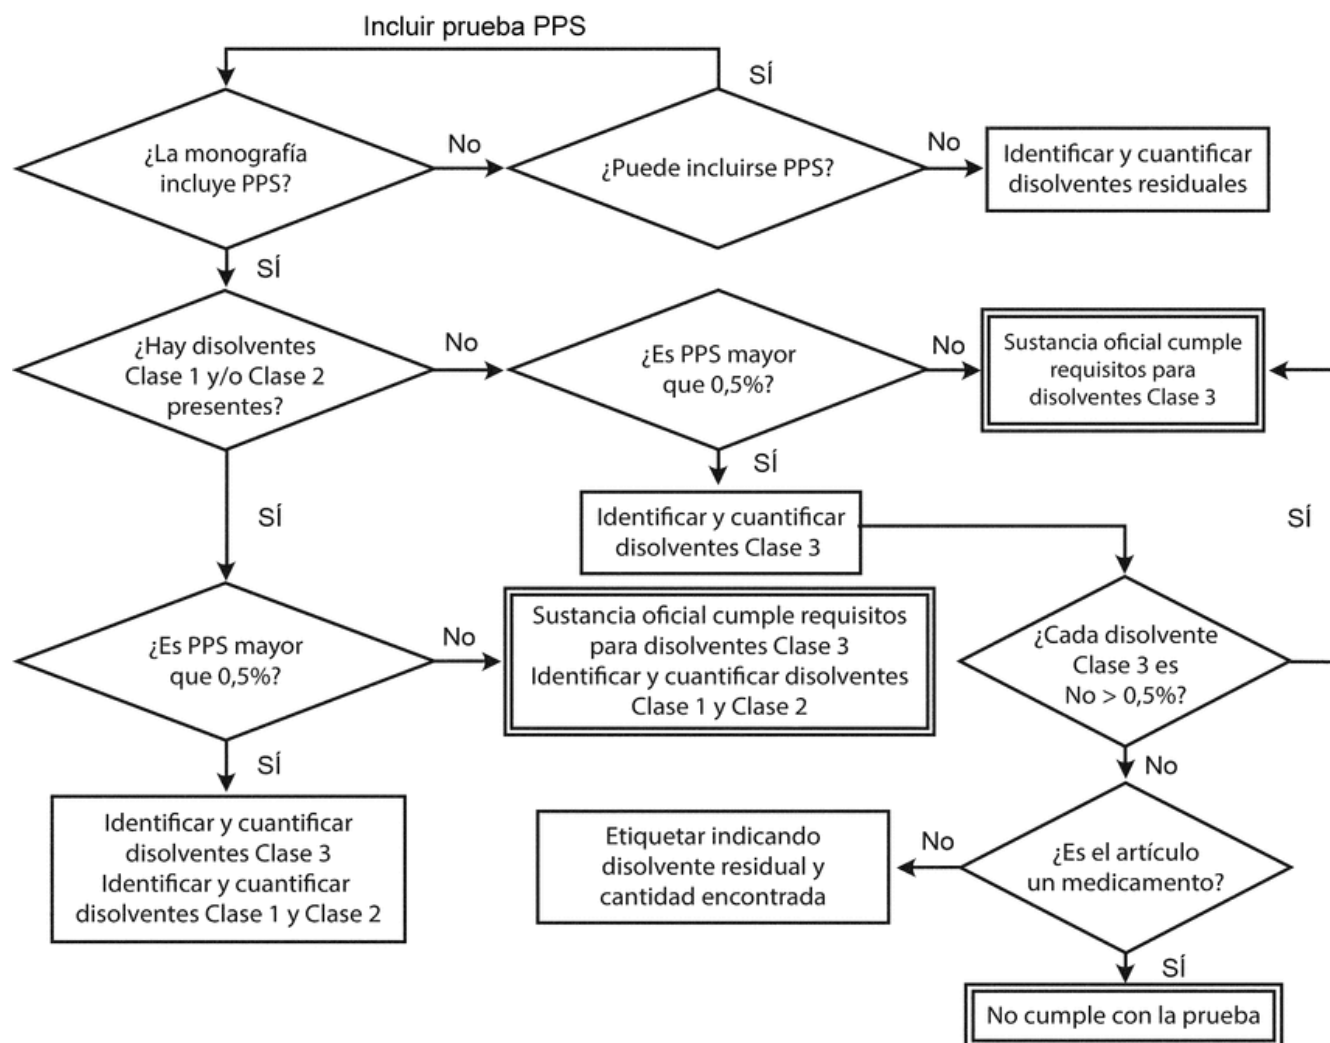 Incluir prueba PPS
SÍ
¿La monografía
incluye PPS?
No
¿Puede incluirse PPS?
No
Identificar y cuantificar
disolventes residuales
SÍ
¿Hay disolventes
Clase 1 y/o Clase 2
presentes?
No
¿Es PPS mayor
que 0,5%?
No
Sustancia oficial cumple
requisitos para
disolventes Clase 3
SÍ
SÍ
Identificar y cuantificar
disolventes Clase 3
SÍ
¿Es PPS mayor
que 0,5%?
No
Sustancia oficial cumple requisitos
para disolventes Clase 3
Identificar y cuantificar disolventes
Clase 1 y Clase 2
¿Cada disolvente
Clase 3 es
No > 0,5%?
SÍ
No
Identificar y cuantificar
disolventes Clase 3
Identificar y cuantificar
disolventes Clase 1 y Clase 2
Etiquetar indicando
disolvente residual y
cantidad encontrada
No
¿Es el artículo
un medicamento?
SÍ
No cumple con la prueba